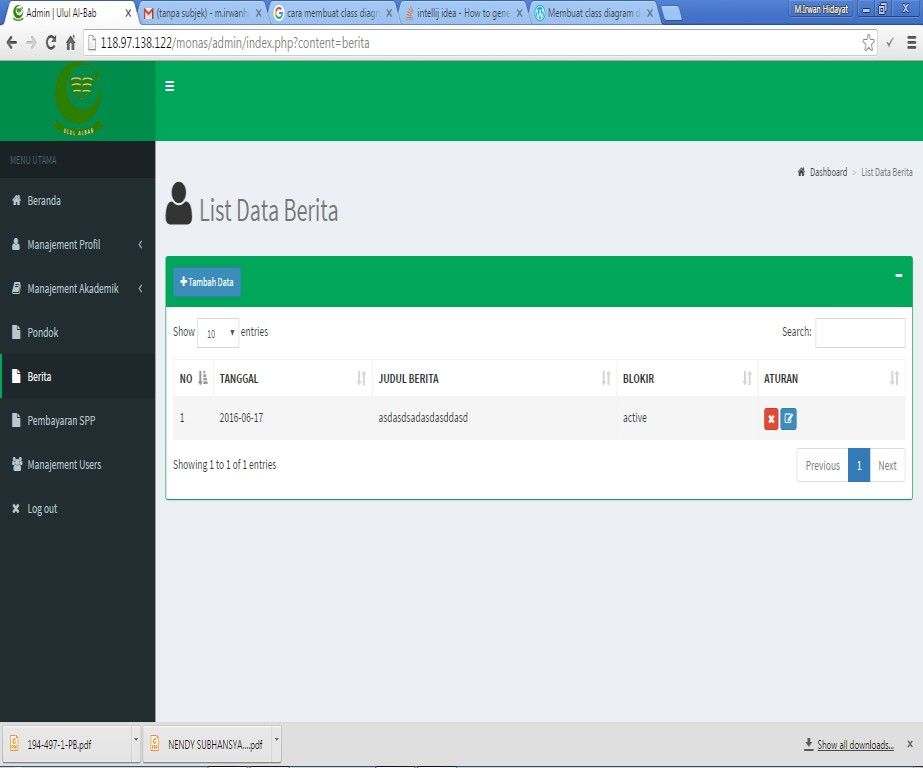 Admin | Ulul Al-Bab
(tanpa subjek) - m.irwanh
cara membuat class diag
intellij idea - How to gene
Membuat class diagram d
M.Irwan Hidayat
118.97.138.122/monas/admin/index.php?content=berita
ULUL ALBAB
MENU UTAMA
Beranda
Manajement Profil
Manajement Akademik
Pondok
Berita
Pembayaran SPP
Manajement Users
Log out
Dashboard > List Data Berita
List Data Berita
Tambah Data
Show 10 entries
Search:
NO TANGGAL JUDUL BERITA BLOKIR ATURAN
1 2016-06-17 asdasdsadasdasddasd active
Showing 1 to 1 of 1 entries
Previous 1 Next
194-497-1-PB.pdf
NENDY SUBHANSYA....pdf
Show all downloads...